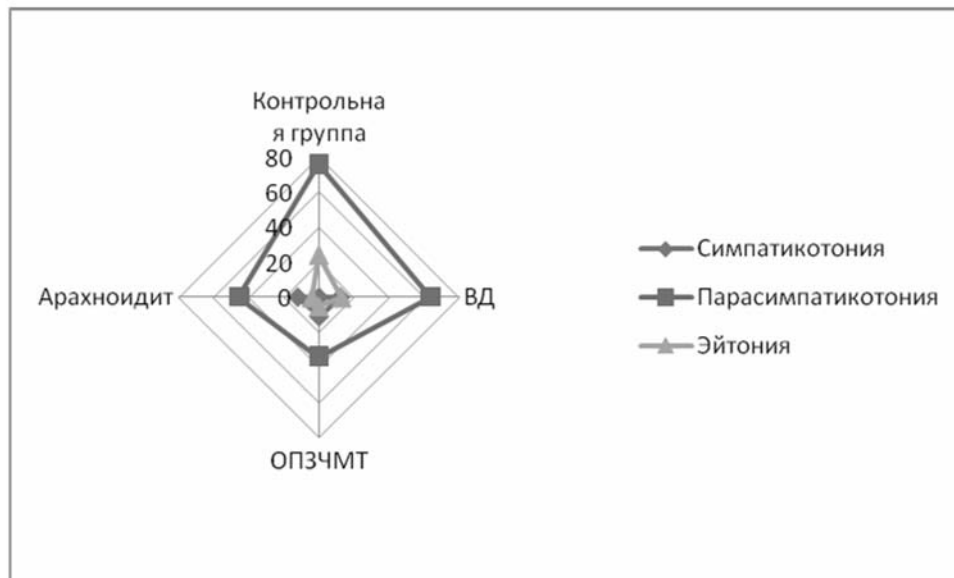 Контрольна
я группа
80
60
40
20
0
Арахноидит
ВД
ОПЗЧМТ
Симпатикотония
Парасимпатикотония
Эйтония